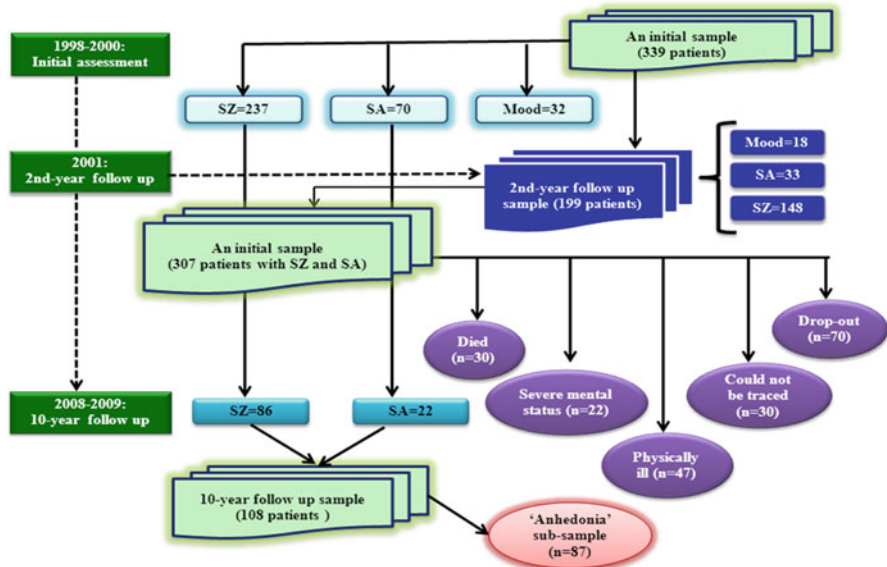 1998-2000:
Initial assessment
An initial sample
(339 patients)
SZ=237
SA=70
Mood=32
2001:
2nd-year follow up
2nd-year follow up
sample (199 patients)
Mood=18
SA=33
SZ=148
An initial sample
(307 patients with SZ and SA)
Died
(n=30)
Severe mental
status (n=22)
Physically
ill (n=47)
Could not
be traced
(n=30)
Drop-out
(n=70)
2008-2009:
10-year follow up
SZ=86
SA=22
10-year follow up sample
(108 patients )
‘Anhedonia’
sub-sample
(n=87)